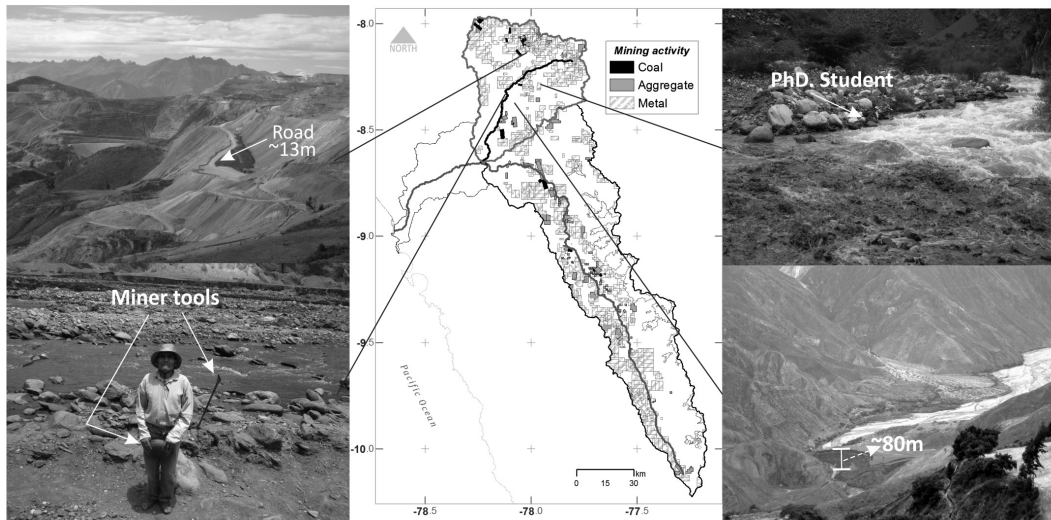 Road
~13m
Miner tools
-8.0
-8.5
-9.0
-9.5
-10.0
NORTH
Mining activity
Coal
Aggregate
Metal
Pacific Ocean
0 15 30
km
-78.5
-78.0
-77.5
PhD. Student
~80m